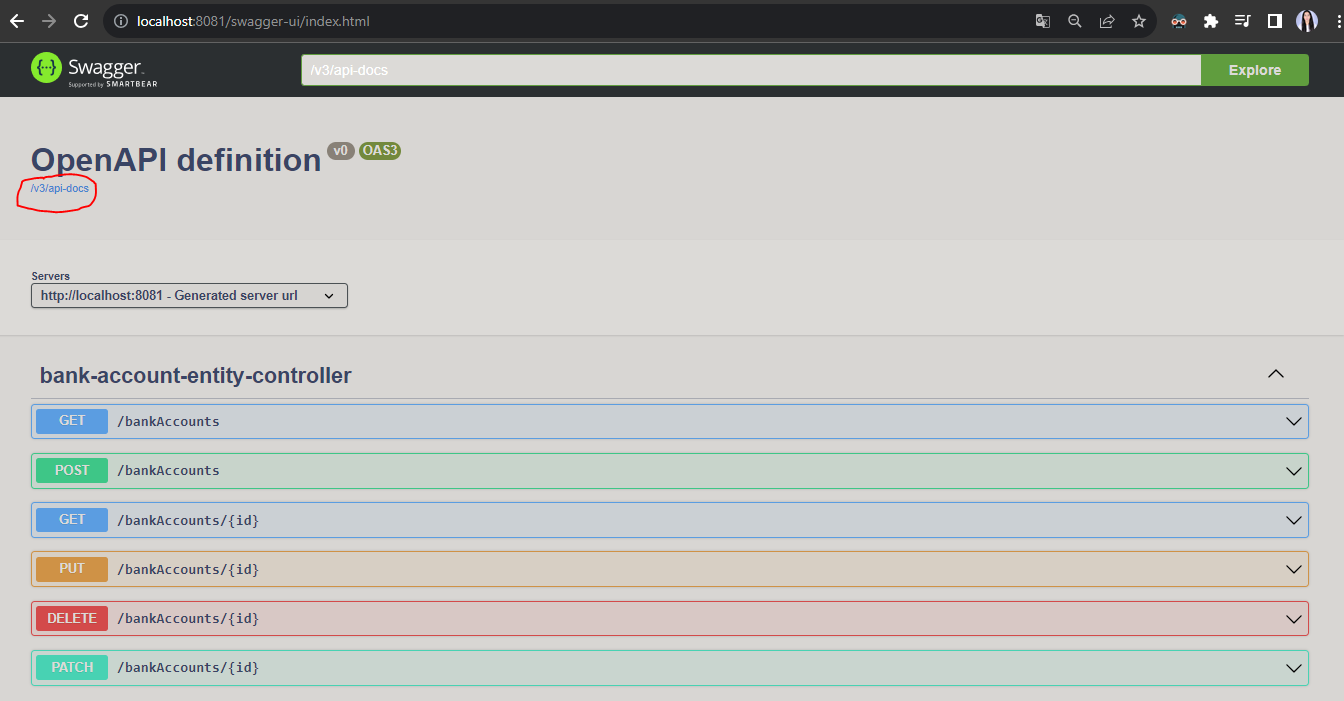 localhost:8081/swagger-ui/index.html
{···} Swagger™
Supported by SMARTBEAR
/v3/api-docs
Explore
OpenAPI definition v0 OAS3
/v3/api-docs
Servers
http://localhost:8081 - Generated server url
bank-account-entity-controller
GET /bankAccounts
POST /bankAccounts
GET /bankAccounts/{id}
PUT /bankAccounts/{id}
DELETE /bankAccounts/{id}
PATCH /bankAccounts/{id}